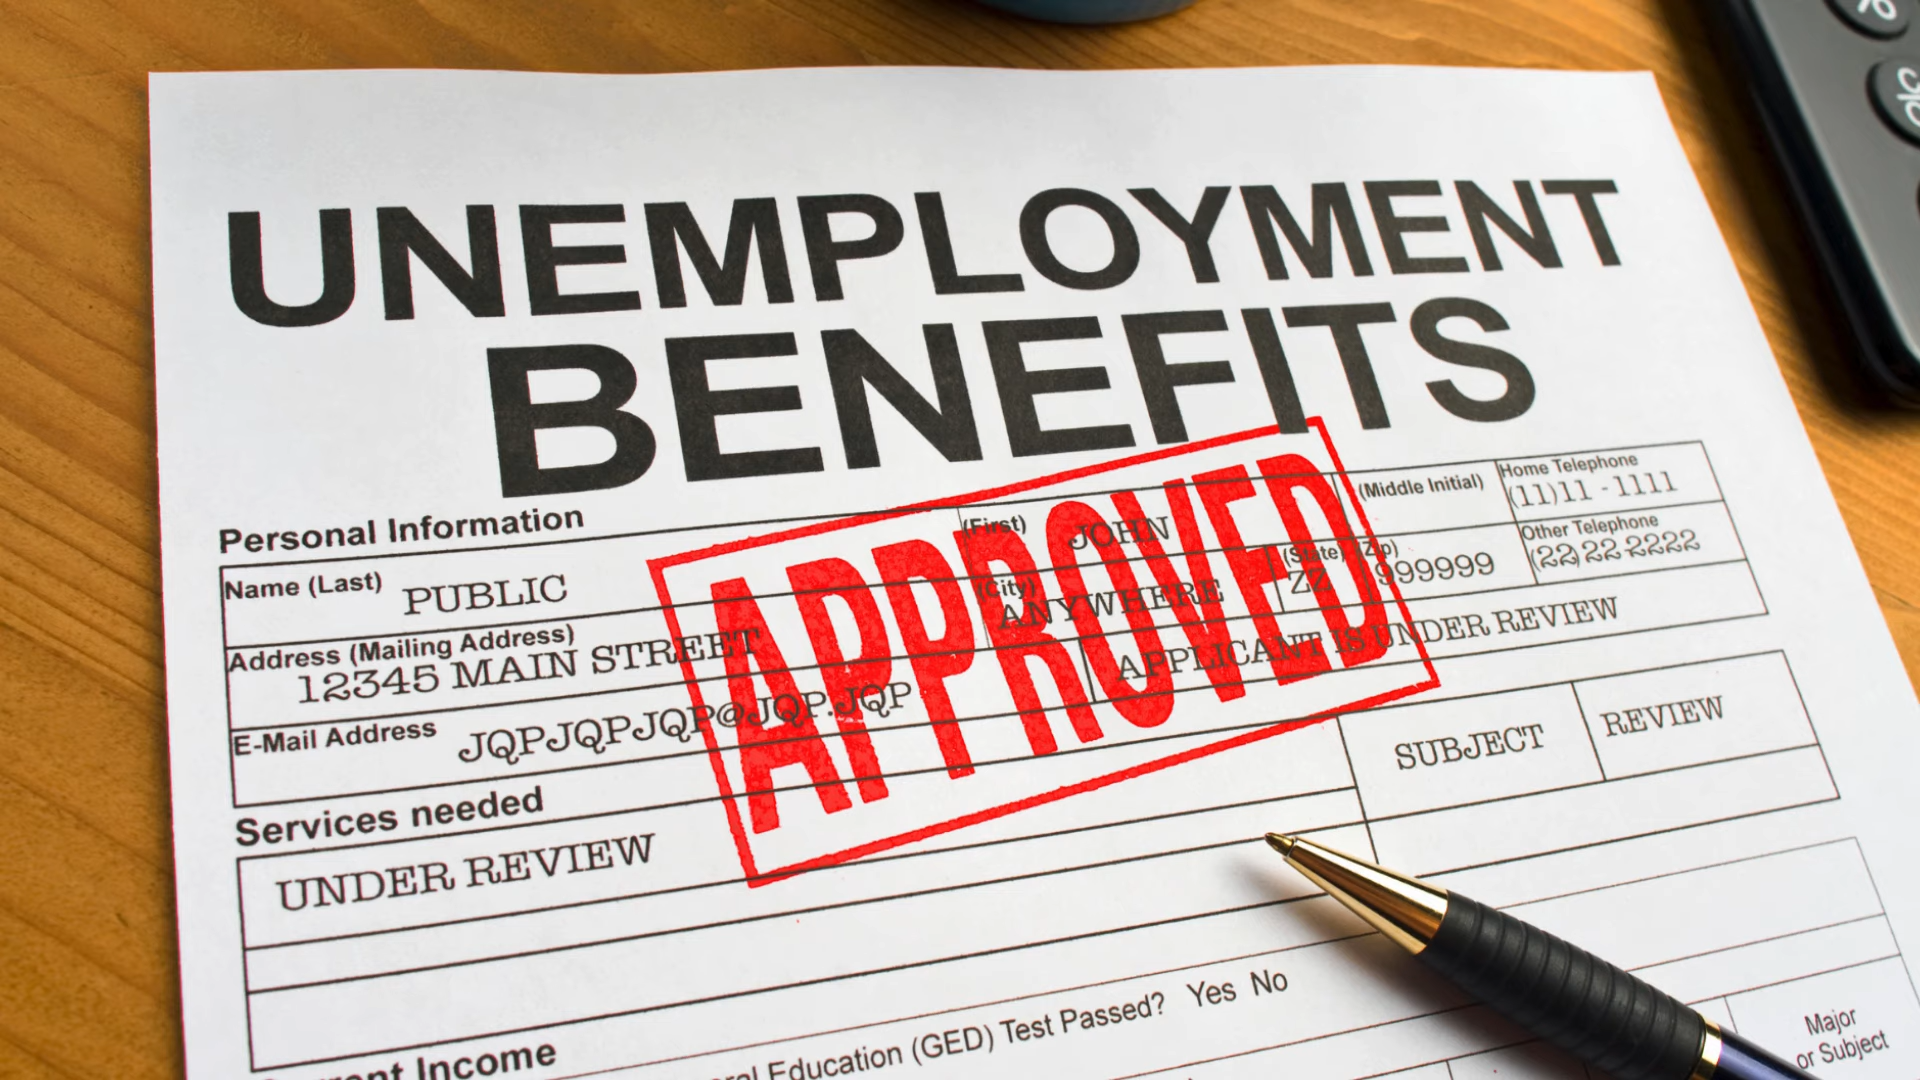 UNEMPLOYMENT
BENEFITS
APPROVED
Personal Information
Name (Last) PUBLIC (First) JOHN (Middle Initial) Home Telephone (11)11 - 1111
Address (Mailing Address) 12345 MAIN STREET (City) ANYWHERE (State) ZZ (Zip) 999999 Other Telephone (22)22 2222
E-Mail Address JQPJQPJQP@JQP.JQP APPLICANT IS UNDER REVIEW
Services needed
UNDER REVIEW SUBJECT REVIEW
Education (GED) Test Passed? Yes No
Income
Major
or Subject